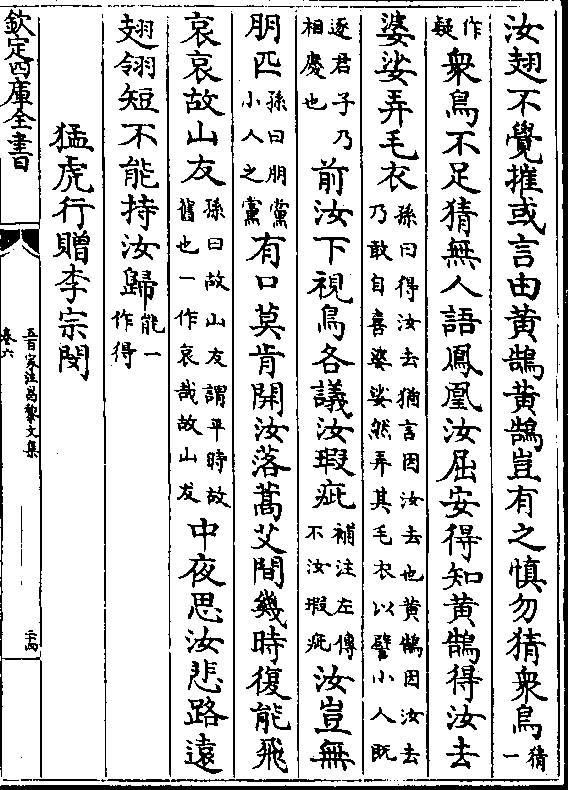 汝翅不覺摧或言由黃鵠黃鵠豈有之慎勿猜衆鳥猜一
作疑衆鳥不足猜無人語鳳凰汝屈安得知黃鵠得汝去
婆娑弄毛衣孫曰得汝去猶言因汝去也黃鵠因汝去乃敢自喜婆娑然弄其毛衣以譬小人旣
逐君子乃相慶也前汝下視鳥各議汝瑕疵補注左傳不汝瑕疵汝豈無
朋匹孫曰朋黨小人之黨有口莫肯開汝落蒿艾間幾時復能飛
哀哀故山友孫曰故山友謂平時故舊也一作哀哉故山友中夜思汝悲路遠
翅翎短不能持汝歸能一作得
猛虎行贈李宗閔
欽定四庫全書
五百家注昌黎文集
卷六
二十四